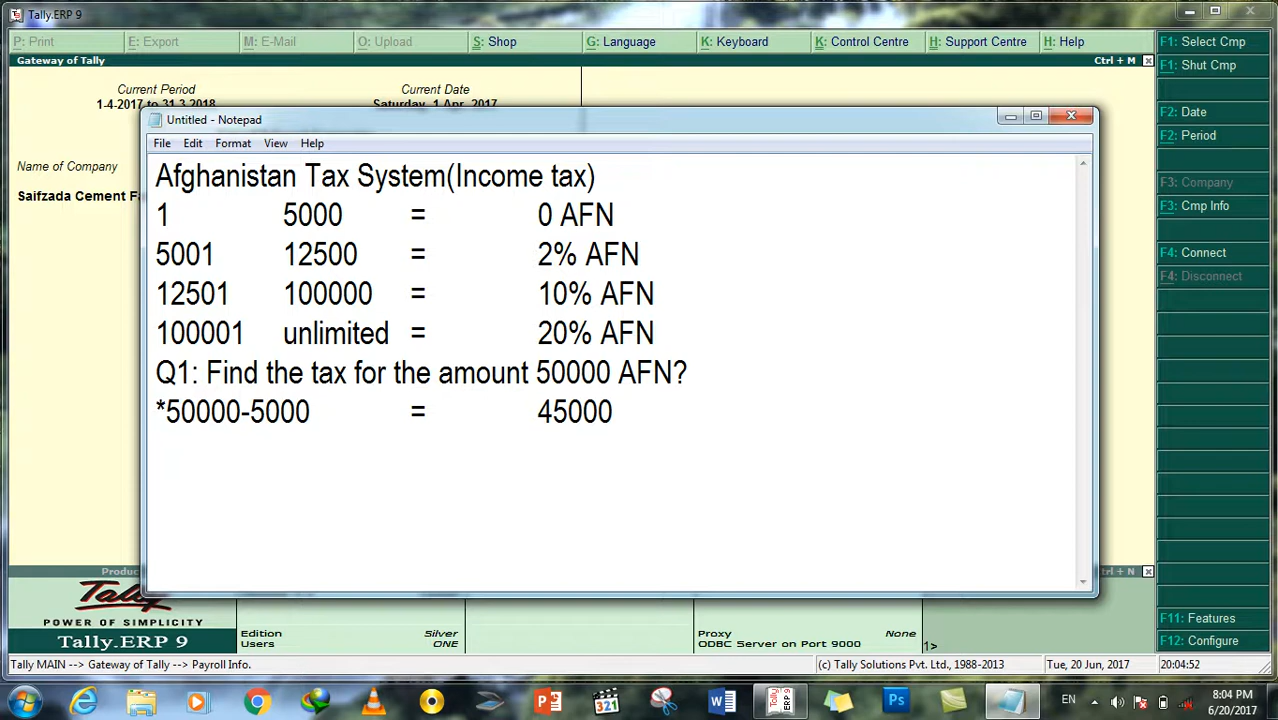 Tally.ERP 9
P: Print E: Export M: E-Mail O: Upload S: Shop G: Language K: Keyboard K: Control Centre H: Support Centre H: Help
F1: Select Cmp
F1: Shut Cmp
F2: Date
F2: Period
F3: Company
F3: Cmp Info
F4: Connect
F4: Disconnect
F11: Features
F12: Configure
Gateway of Tally Ctrl + M
Current Period Current Date
1-4-2017 to 31-3-2018 Saturday, 1 Apr, 2017
Name of Company
Saifzada Cement
Untitled - Notepad
File Edit Format View Help
Afghanistan Tax System(Income tax)
1 5000 = 0 AFN
5001 12500 = 2% AFN
12501 100000 = 10% AFN
100001 unlimited = 20% AFN
Q1: Find the tax for the amount 50000 AFN?
*50000-5000 = 45000
Tally
POWER OF SIMPLICITY
Tally.ERP 9
Edition Silver
Users ONE
Proxy None
ODBC Server on Port 9000
1>
Tally MAIN --> Gateway of Tally --> Payroll Info. (c) Tally Solutions Pvt. Ltd., 1988-2013 Tue, 20 Jun, 2017 20:04:52
EN 8:04 PM
6/20/2017